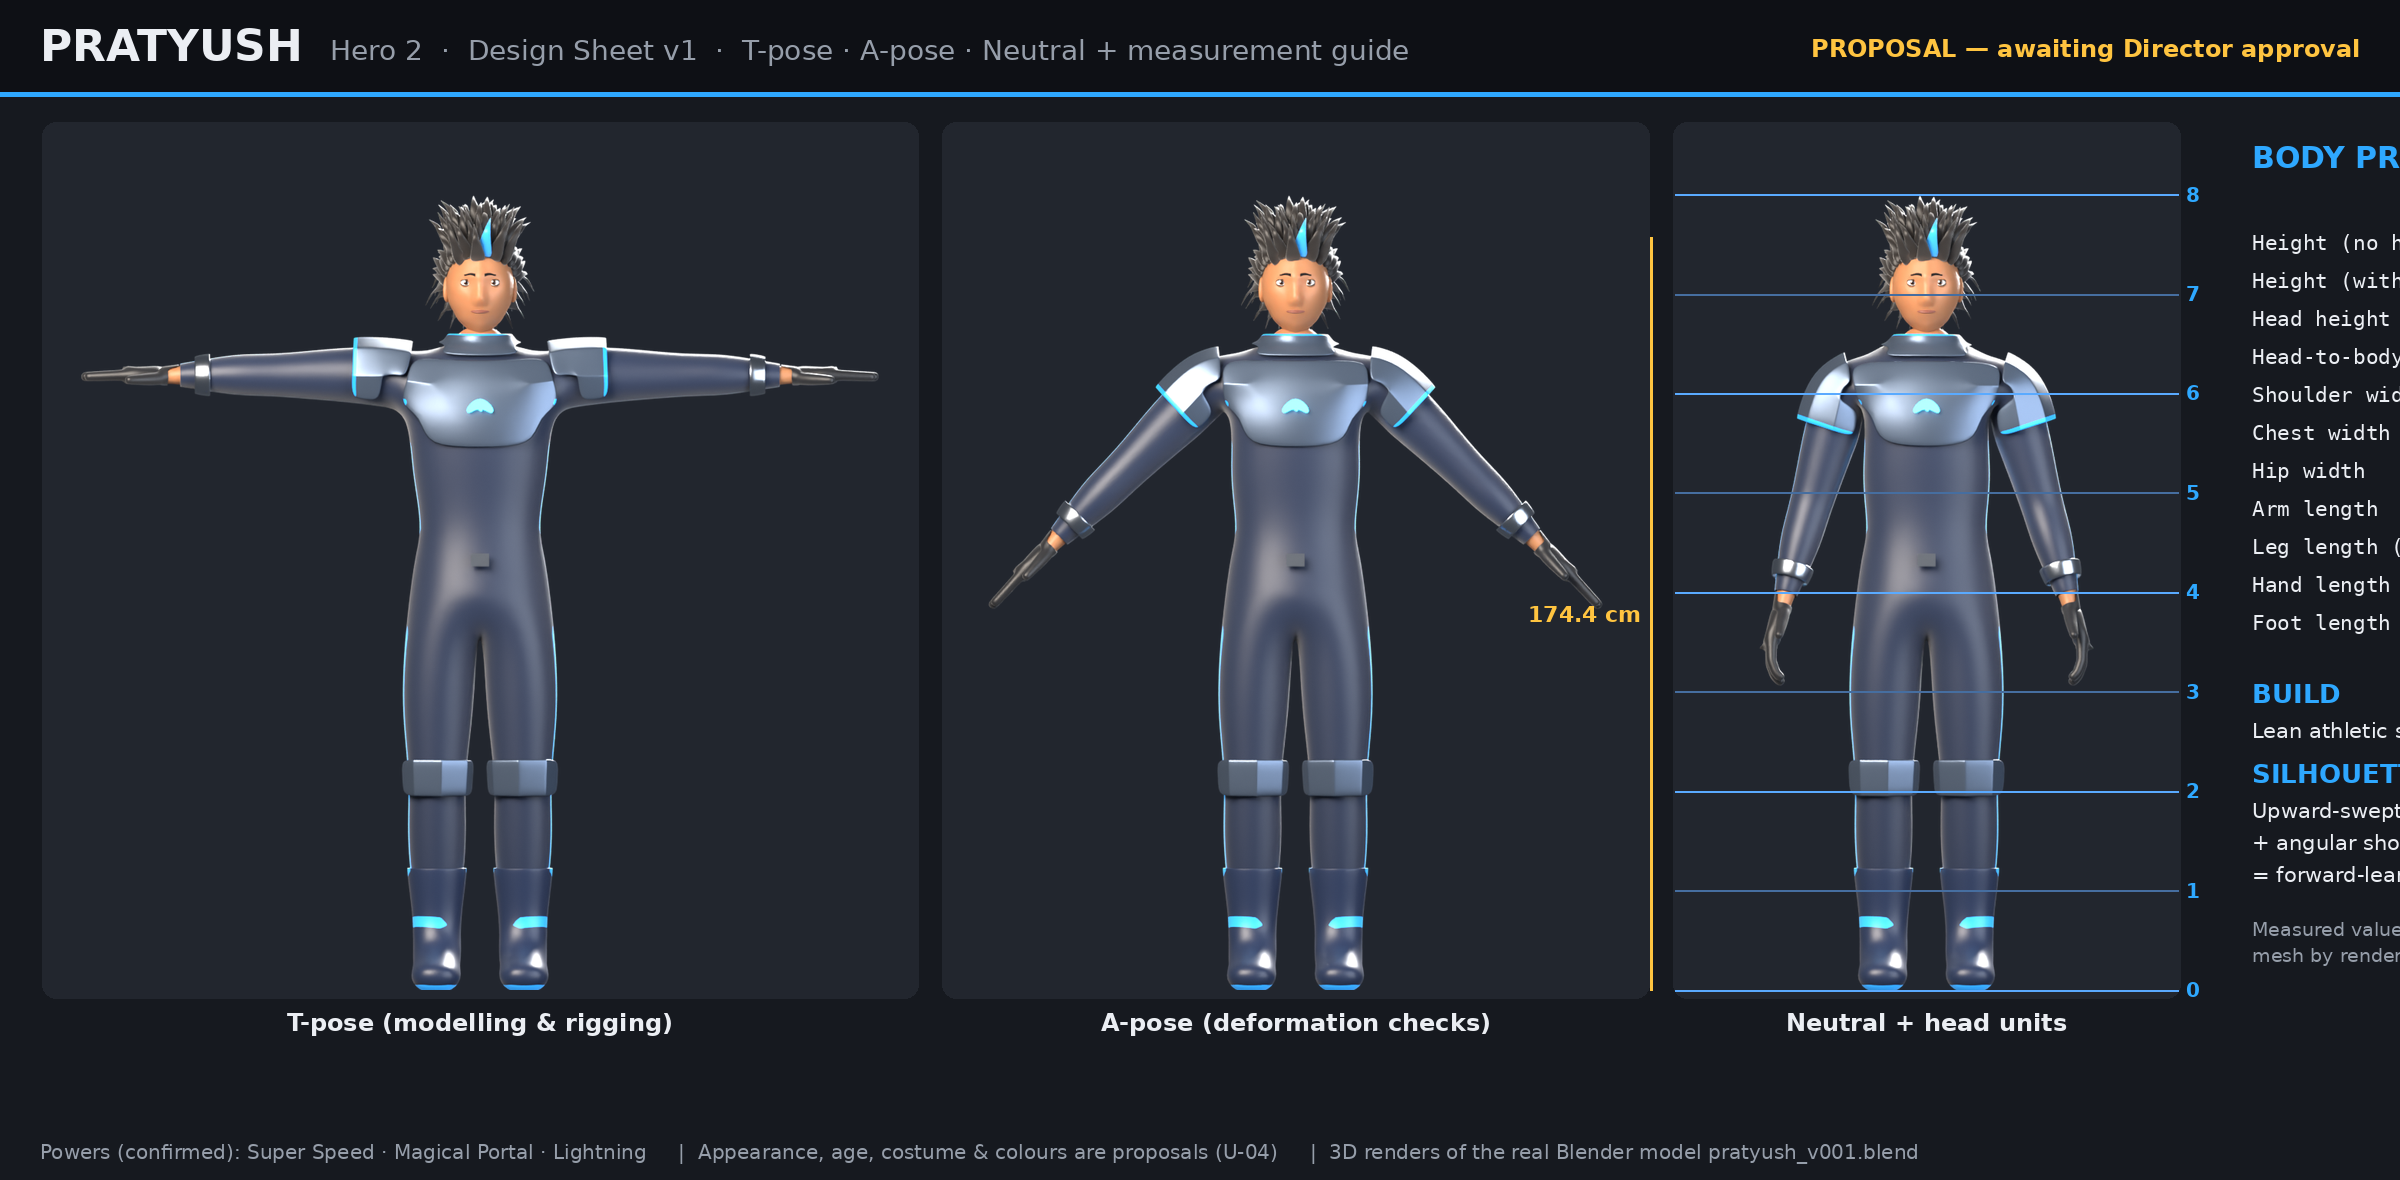 PRATYUSH Hero 2 · Design Sheet v1 · T-pose · A-pose · Neutral + measurement guide
PROPOSAL — awaiting Director approval
174.4 cm
8
7
6
5
4
3
2
1
0
T-pose (modelling & rigging)
A-pose (deformation checks)
Neutral + head units
BODY PR
Height (no h
Height (with
Head height
Head-to-body
Shoulder wid
Chest width
Hip width
Arm length
Leg length (
Hand length
Foot length
BUILD
Lean athletic s
SILHOUET
Upward-swept
+ angular sho
= forward-lear
Measured value
mesh by render
Powers (confirmed): Super Speed · Magical Portal · Lightning | Appearance, age, costume & colours are proposals (U-04) | 3D renders of the real Blender model pratyush_v001.blend